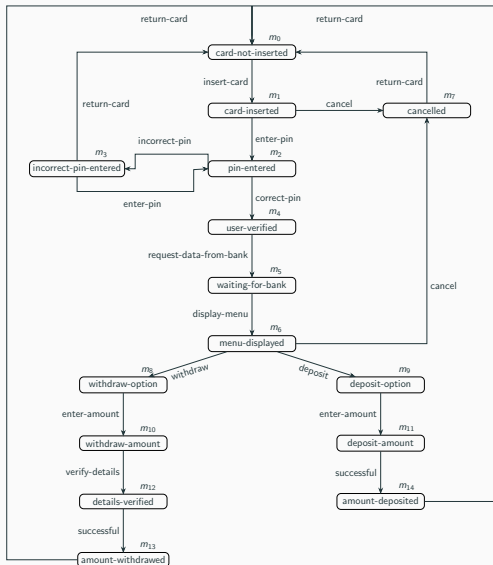 return-card return-card
m0
card-not-inserted
insert-card return-card
m1 m7
card-inserted cancel cancelled
return-card
enter-pin
incorrect-pin
m3 m2
incorrect-pin-entered pin-entered
enter-pin correct-pin
m4
user-verified
request-data-from-bank
m5
waiting-for-bank
cancel
display-menu
m6
menu-displayed
m8 withdraw deposit m9
withdraw-option deposit-option
enter-amount enter-amount
m10 m11
withdraw-amount deposit-amount
verify-details successful
m12 m14
details-verified amount-deposited
successful
m13
amount-withdrawed